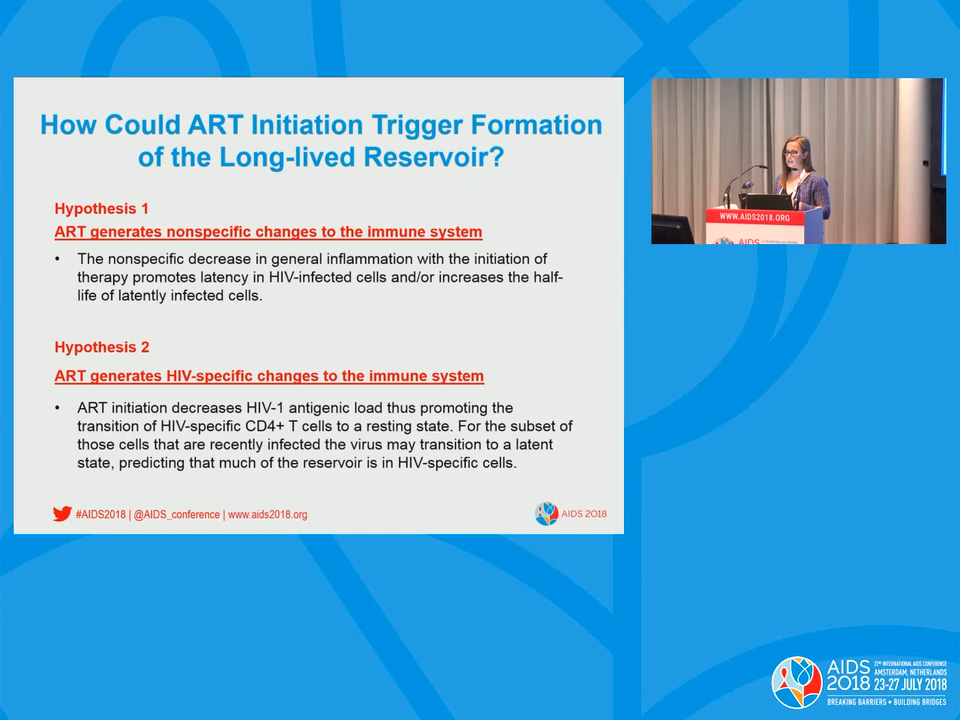 How Could ART Initiation Trigger Formation
of the Long-lived Reservoir?
Hypothesis 1
ART generates nonspecific changes to the immune system
• The nonspecific decrease in general inflammation with the initiation of
therapy promotes latency in HIV-infected cells and/or increases the half-
life of latently infected cells.
Hypothesis 2
ART generates HIV-specific changes to the immune system
• ART initiation decreases HIV-1 antigenic load thus promoting the
transition of HIV-specific CD4+ T cells to a resting state. For the subset of
those cells that are recently infected the virus may transition to a latent
state, predicting that much of the reservoir is in HIV-specific cells.
#AIDS2018 | @AIDS_conference | www.aids2018.org
AIDS 2018
WWW.AIDS2018.ORG
AIDS
AIDS
2018
22ND INTERNATIONAL AIDS CONFERENCE
AMSTERDAM, NETHERLANDS
23-27 JULY 2018
BREAKING BARRIERS • BUILDING BRIDGES